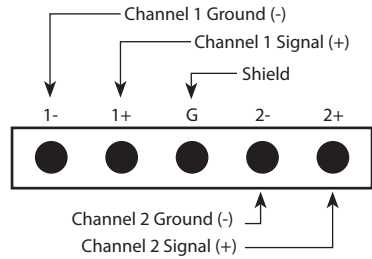 Channel 1 Ground (-)
Channel 1 Signal (+)
Shield
1- 1+ G 2- 2+
Channel 2 Ground (-)
Channel 2 Signal (+)